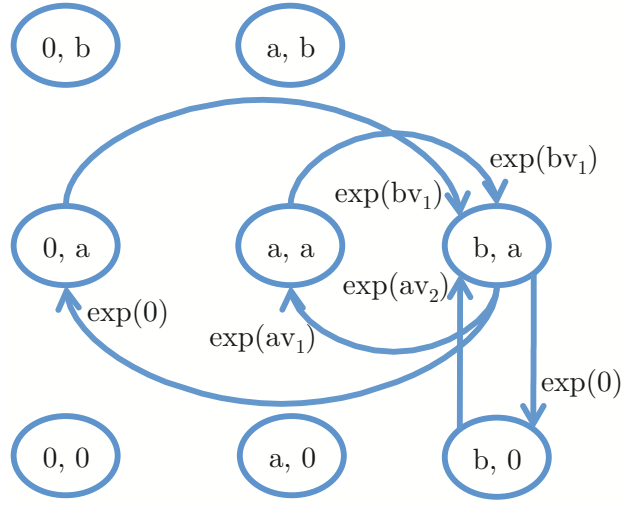 0, b
a, b
exp(bv₁)
exp(bv₁)
0, a
a, a
b, a
exp(av₂)
exp(0)
exp(av₁)
exp(0)
0, 0
a, 0
b, 0